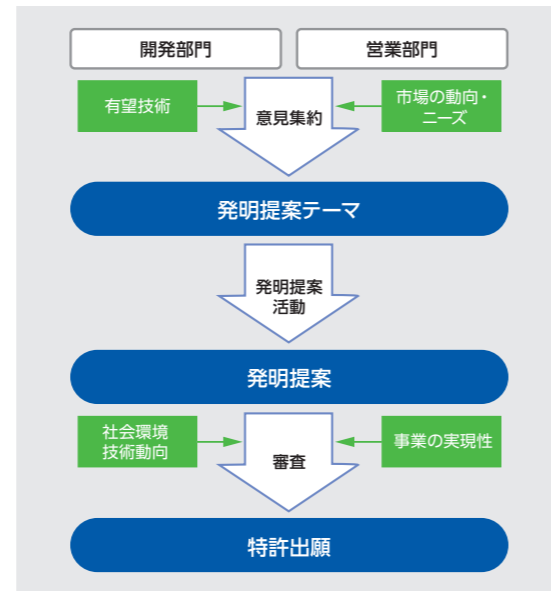 開発部門
営業部門
有望技術
意見集約
市場の動向・
ニーズ
発明提案テーマ
発明提案
活動
発明提案
社会環境
技術動向
審査
事業の実現性
特許出願